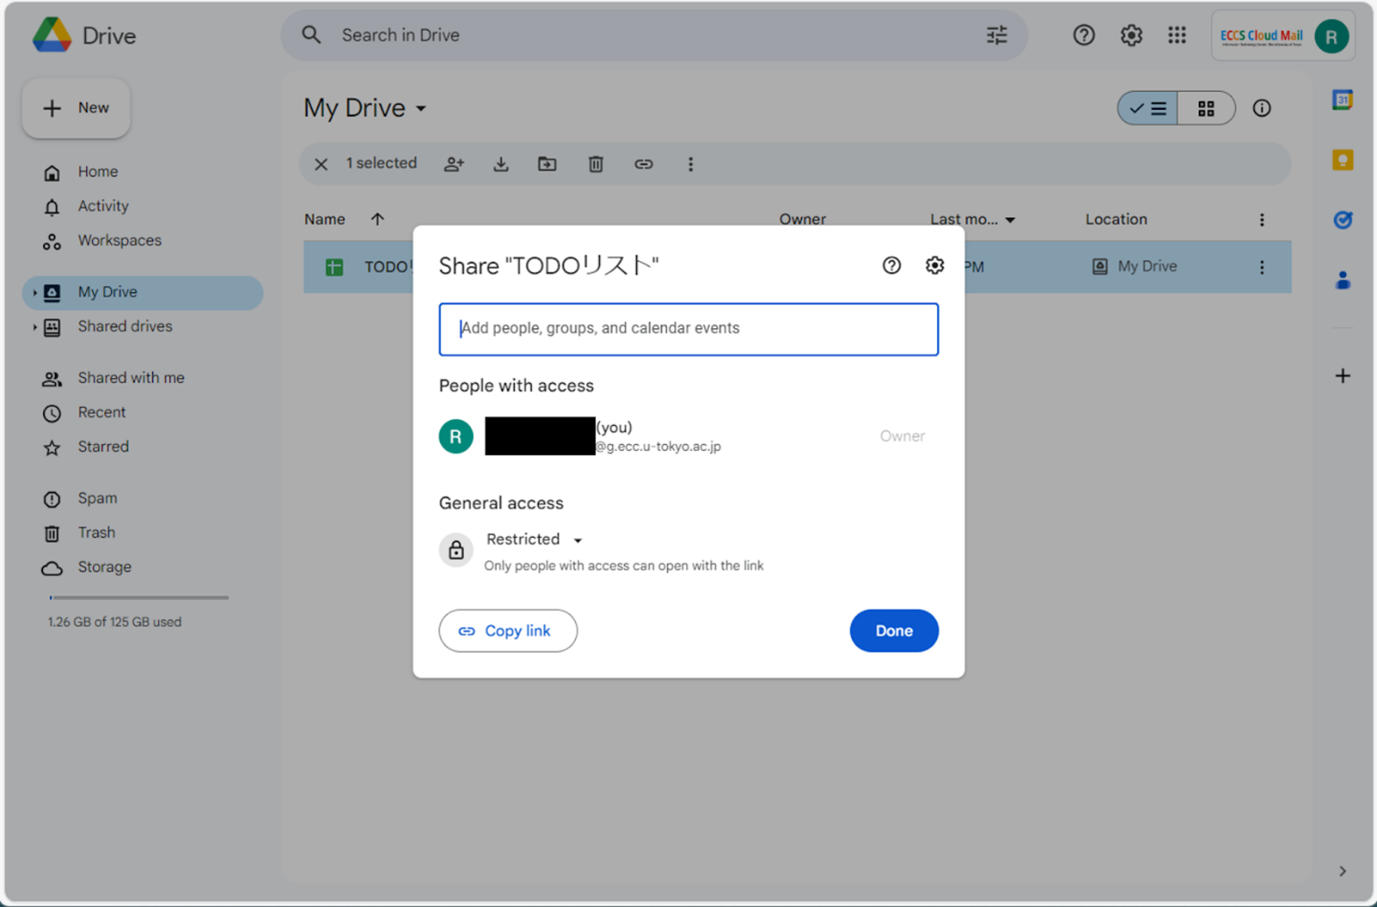 Drive
Search in Drive
ECCS Cloud Mail
R
New
My Drive
31
1 selected
Home
Activity
Workspaces
My Drive
Shared drives
Shared with me
Recent
Starred
Spam
Trash
Storage
1.26 GB of 125 GB used
Name
Owner
Last mo...
Location
TODO
PM
My Drive
Share "TODOリスト"
Add people, groups, and calendar events
People with access
R
(you)
@g.ecc.u-tokyo.ac.jp
Owner
General access
Restricted
Only people with access can open with the link
Copy link
Done